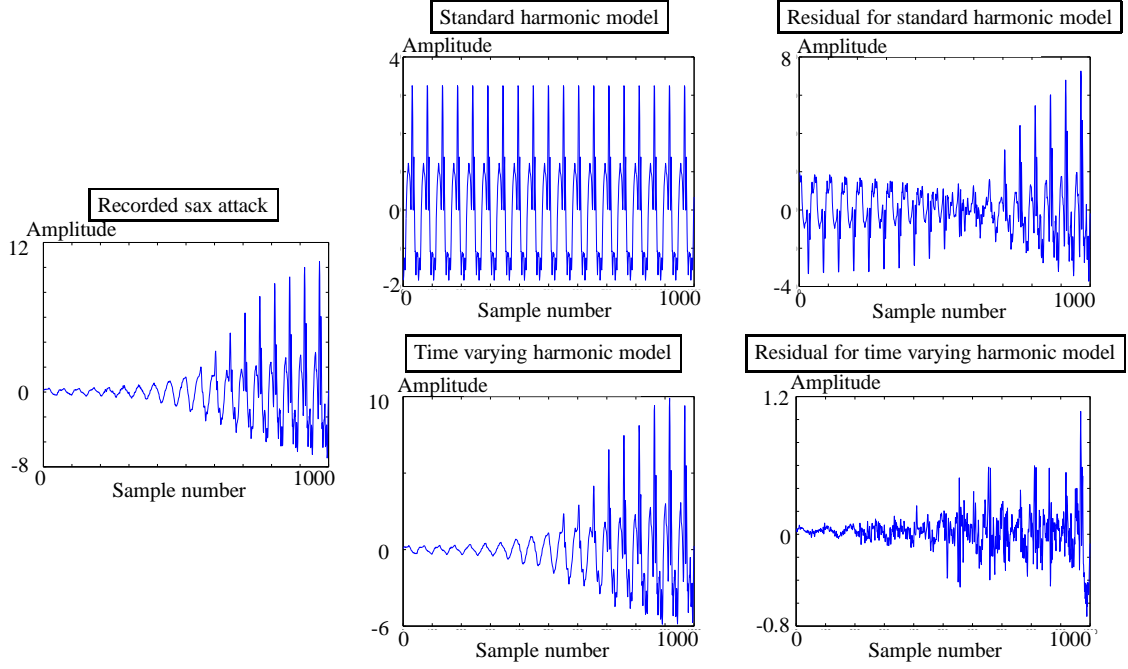 Recorded sax attack
Amplitude
12
0
-8
0
1000
Sample number
Standard harmonic model
Amplitude
4
2
0
-2
0
1000
Sample number
Residual for standard harmonic model
Amplitude
8
4
0
-4
0
1000
Sample number
Time varying harmonic model
Amplitude
10
0
-6
0
1000
Sample number
Residual for time varying harmonic model
Amplitude
1.2
0
-0.8
0
1000
Sample number